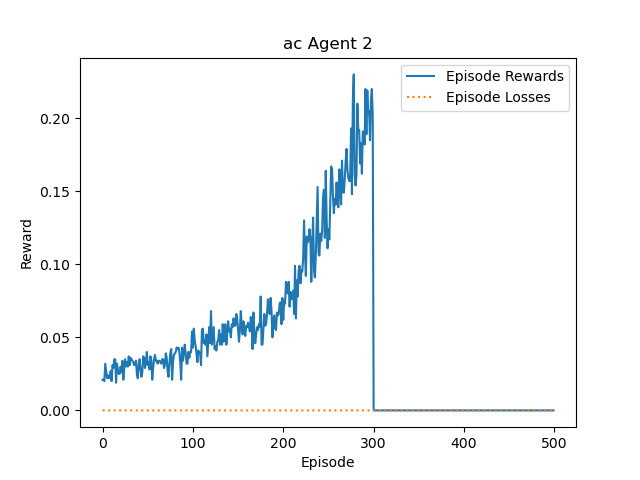 ac Agent 2
Episode Rewards
Episode Losses
Reward
0.20
0.15
0.10
0.05
0.00
0 100 200 300 400 500
Episode